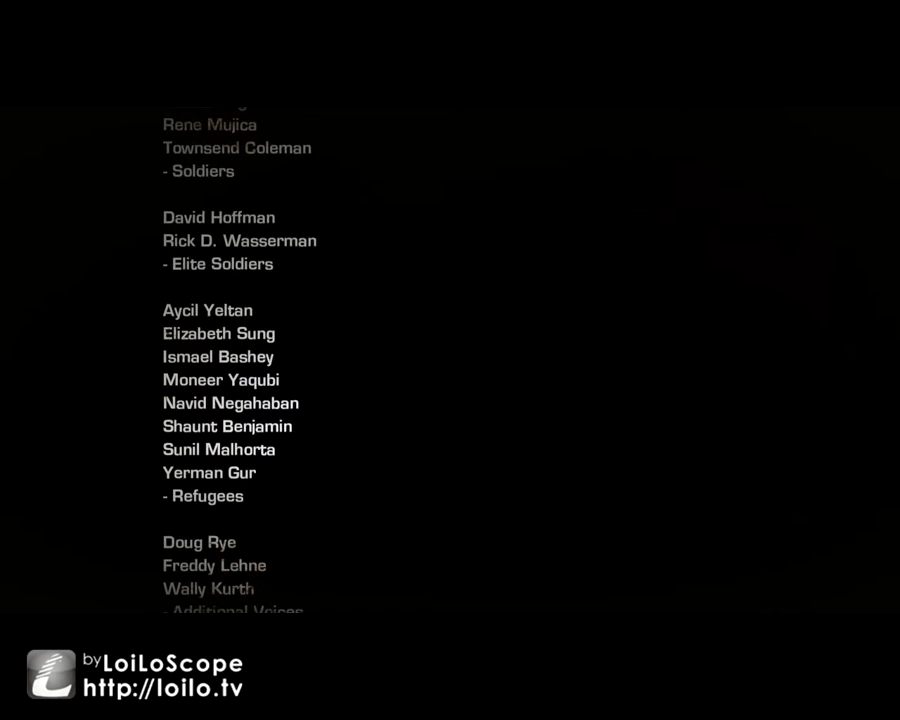 Rene Mujica
Townsend Coleman
- Soldiers
David Hoffman
Rick D. Wasserman
- Elite Soldiers
Aycil Yeltan
Elizabeth Sung
Ismael Bashey
Moneer Yaqubi
Navid Negahaban
Shaunt Benjamin
Sunil Malhorta
Yerman Gur
- Refugees
Doug Rye
Freddy Lehne
Wally Kurth
- Additional Voices
by LoiLoScope
http://loilo.tv